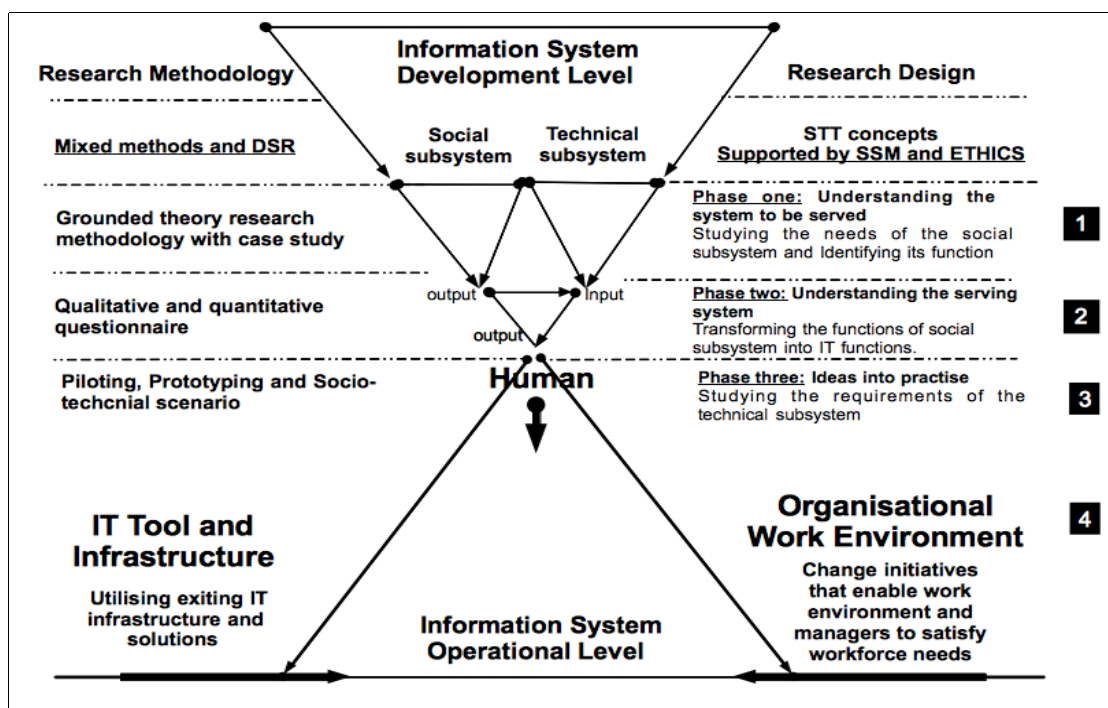 Information System
Development Level
Research Methodology
Research Design
Mixed methods and DSR
Social
subsystem
Technical
subsystem
STT concepts
Supported by SSM and ETHICS
Grounded theory research
methodology with case study
Phase one: Understanding the
system to be served
Studying the needs of the social
subsystem and Identifying its function
1
output
Input
Qualitative and quantitative
questionnaire
output
Phase two: Understanding the serving
system
Transforming the functions of social
subsystem into IT functions.
2
Piloting, Prototyping and Socio-
techcnial scenario
Human
Phase three: Ideas into practise
Studying the requirements of the
technical subsystem
3
IT Tool and
Infrastructure
Utilising exiting IT
infrastructure and
solutions
Information System
Operational Level
Organisational
Work Environment
Change initiatives
that enable work
environment and
managers to satisfy
workforce needs
4